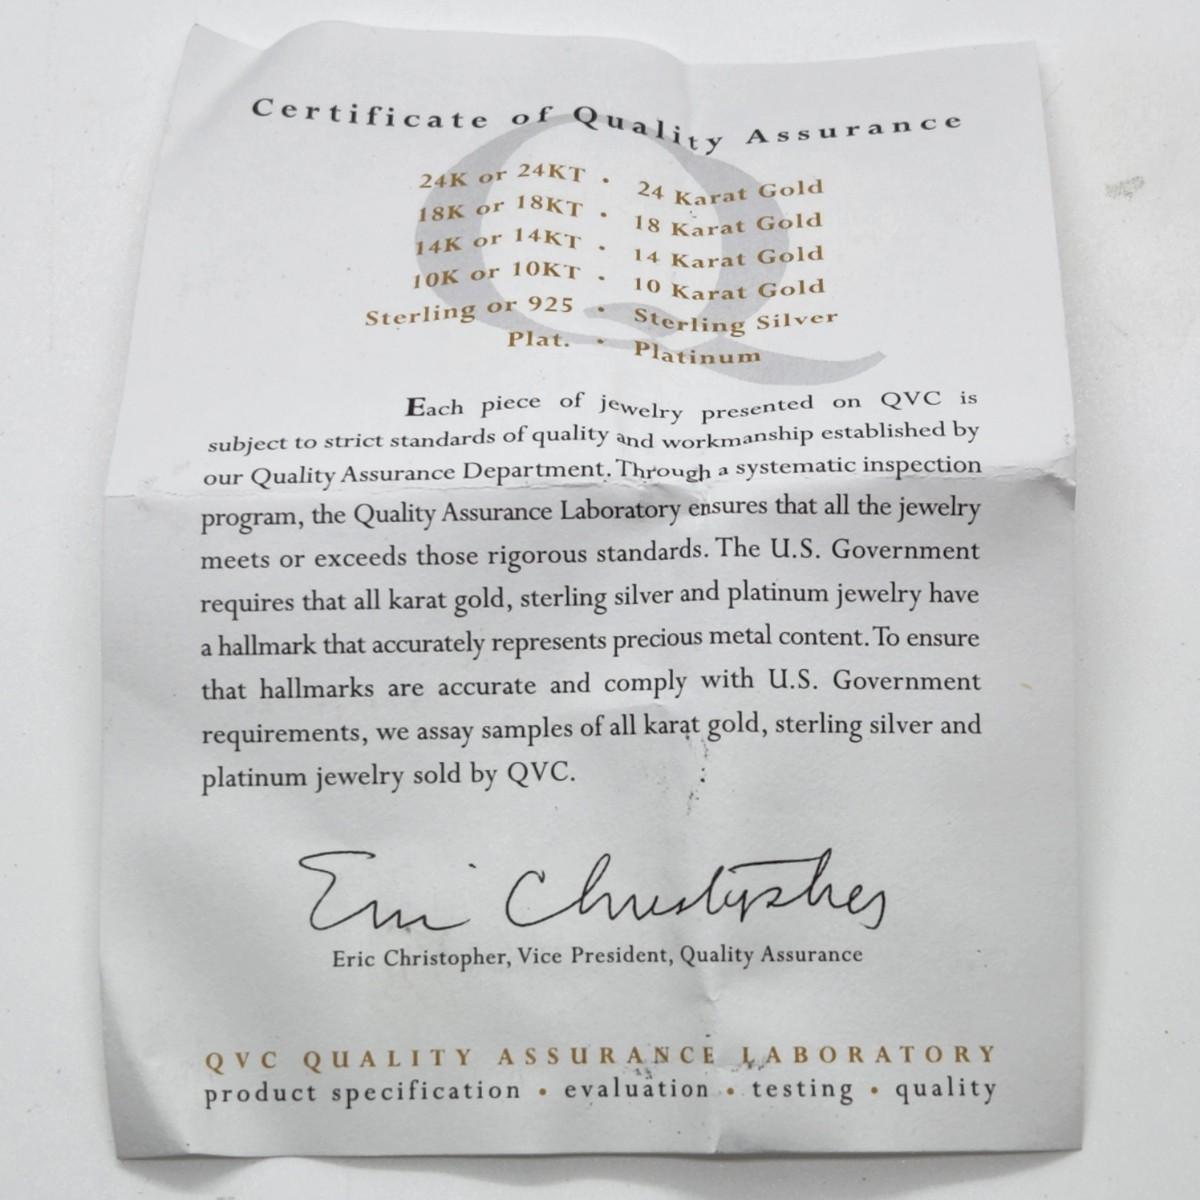 Certificate of Quality Assurance
24K or 24KT • 24 Karat Gold
18K or 18KT • 18 Karat Gold
14K or 14KT • 14 Karat Gold
10K or 10KT • 10 Karat Gold
Sterling or 925 • Sterling Silver
Plat. • Platinum
Each piece of jewelry presented on QVC is
subject to strict standards of quality and workmanship established by
our Quality Assurance Department. Through a systematic inspection
program, the Quality Assurance Laboratory ensures that all the jewelry
meets or exceeds those rigorous standards. The U.S. Government
requires that all karat gold, sterling silver and platinum jewelry have
a hallmark that accurately represents precious metal content. To ensure
that hallmarks are accurate and comply with U.S. Government
requirements, we assay samples of all karat gold, sterling silver and
platinum jewelry sold by QVC.
Eric Christopher
Eric Christopher, Vice President, Quality Assurance
QVC QUALITY ASSURANCE LABORATORY
product specification • evaluation • testing • quality